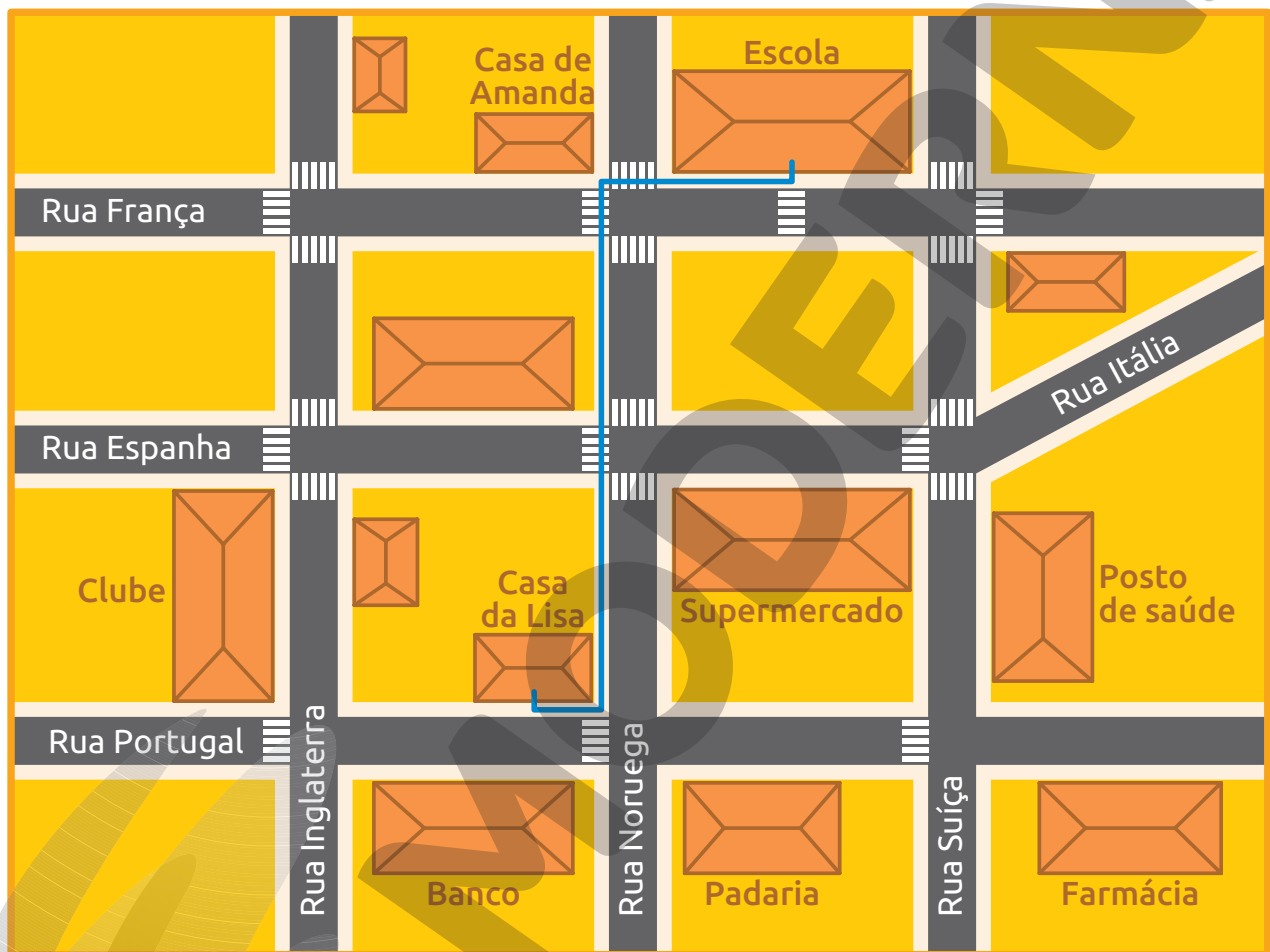 Casa de
Amanda
Escola
Rua França
Rua Itália
Rua Espanha
Clube
Casa
da Lisa
Supermercado
Posto
de saúde
Rua Portugal
Rua Inglaterra
Rua Noruega
Rua Suíça
Banco
Padaria
Farmácia
MODERN